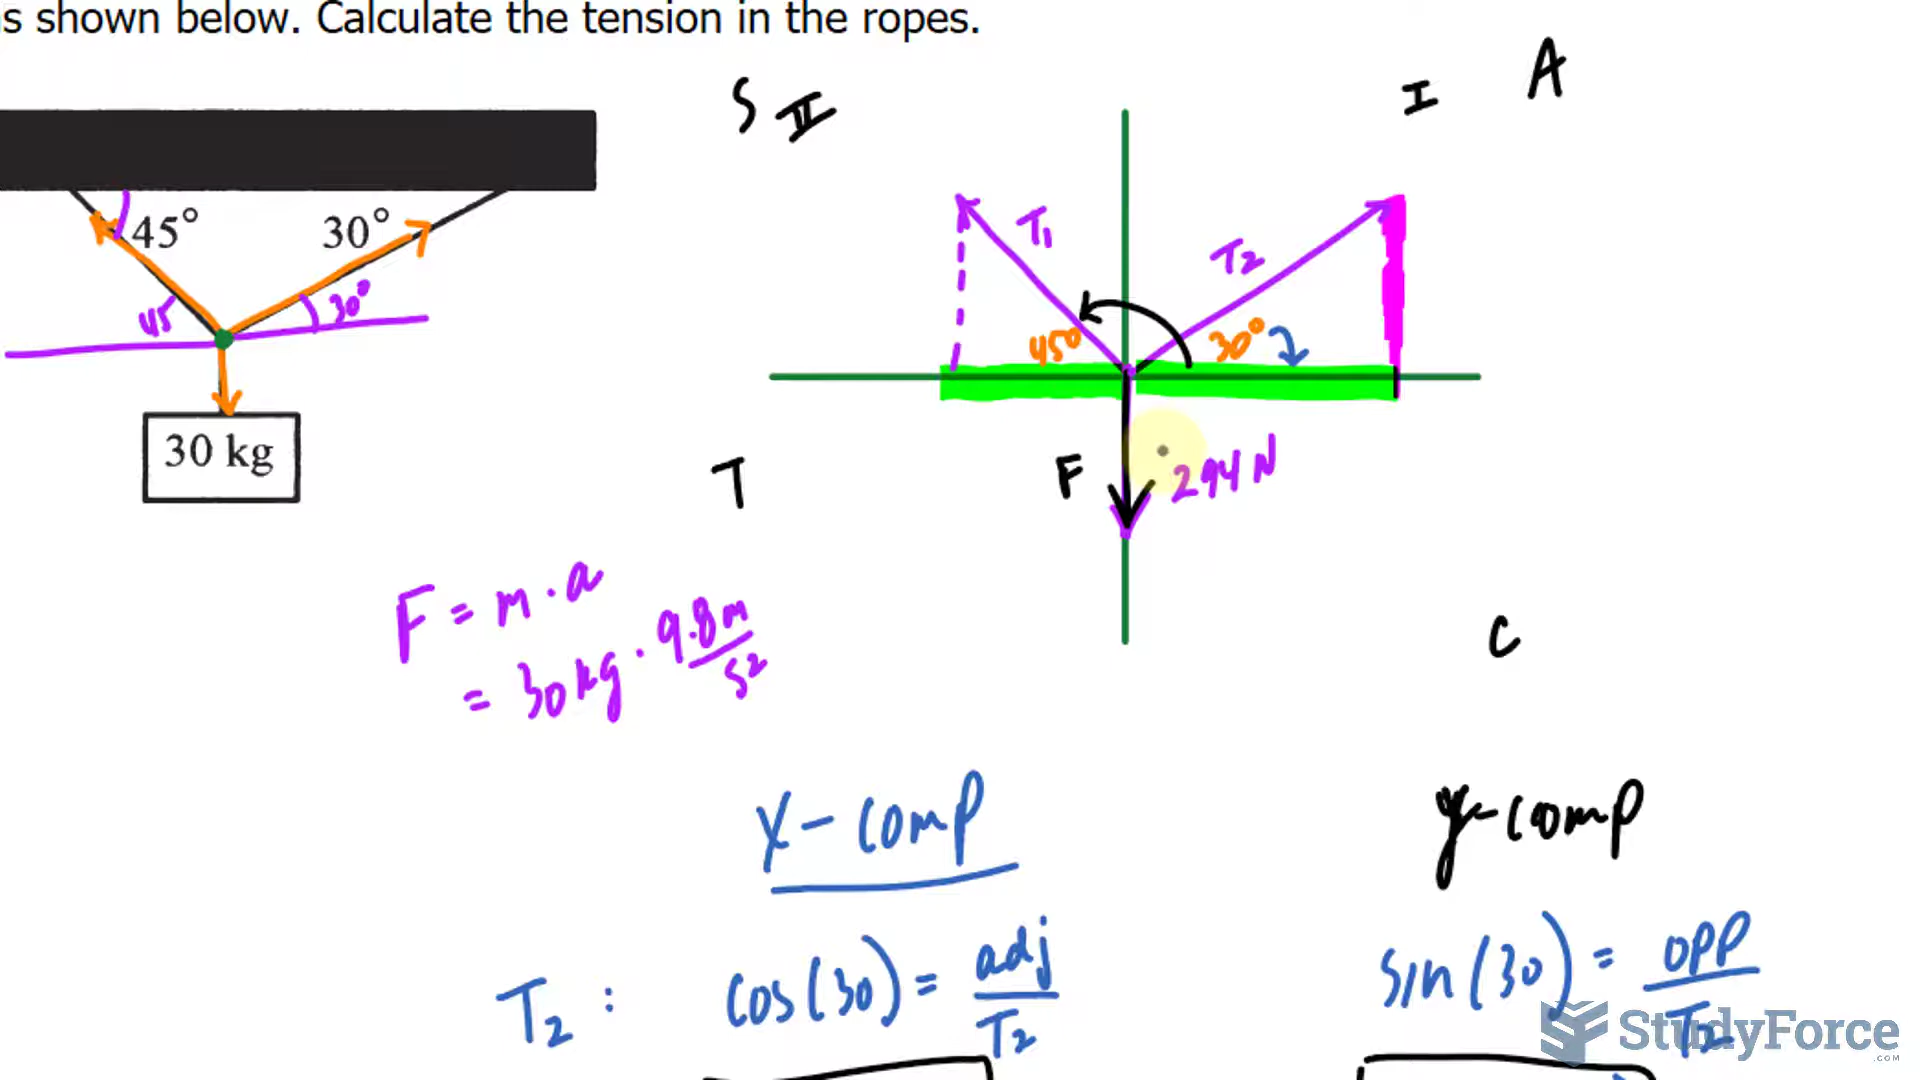 s shown below. Calculate the tension in the ropes.
S II
I A
45° 30°
45 30°
30 kg
T1 T2
45° 30°
T F 294 N
C
F = m · a
= 30 kg · 9.8 m/s²
x-comp y-comp
T2 : cos(30) = adj/T2 sin(30) = opp/T2
StudyForce
.COM